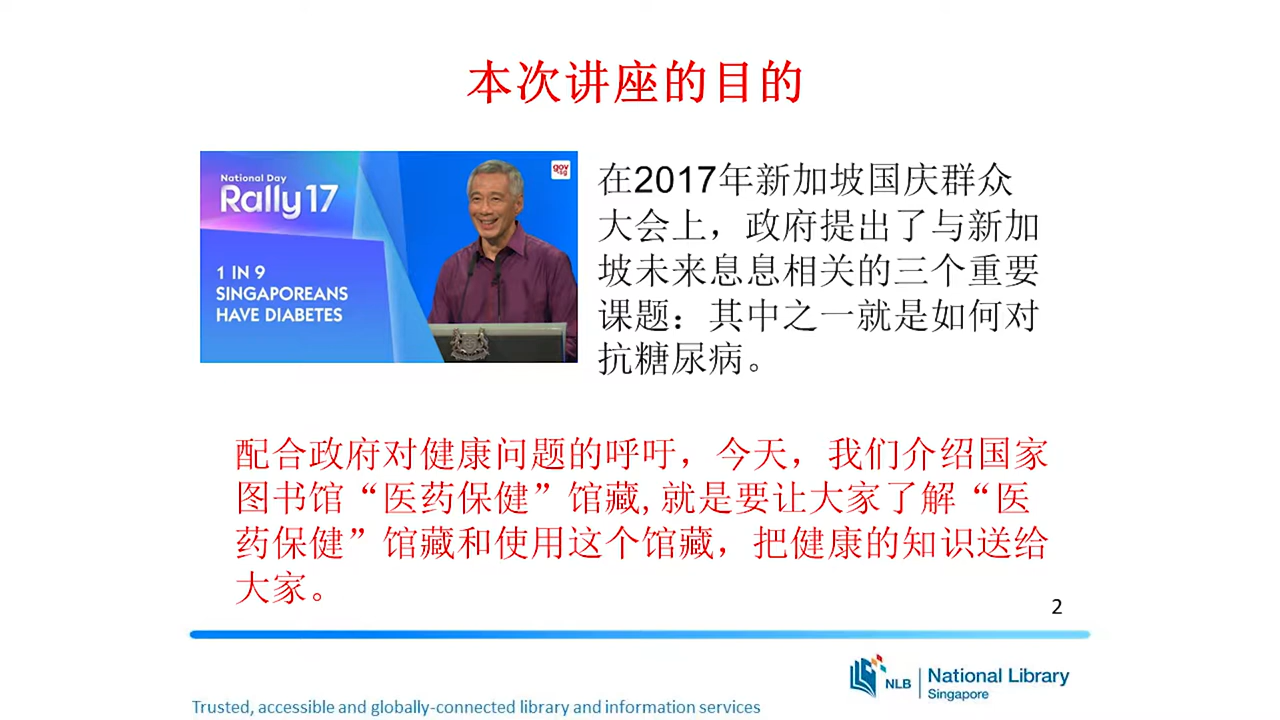 本次讲座的目的
National Day
Rally 17
1 IN 9
SINGAPOREANS
HAVE DIABETES
gov
sg
在2017年新加坡国庆群众
大会上，政府提出了与新加
坡未来息息相关的三个重要
课题：其中之一就是如何对
抗糖尿病。
配合政府对健康问题的呼吁，今天，我们介绍国家
图书馆“医药保健”馆藏,就是要让大家了解“医
药保健”馆藏和使用这个馆藏，把健康的知识送给
大家。
2
NLB
National Library
Singapore
Trusted, accessible and globally-connected library and information services